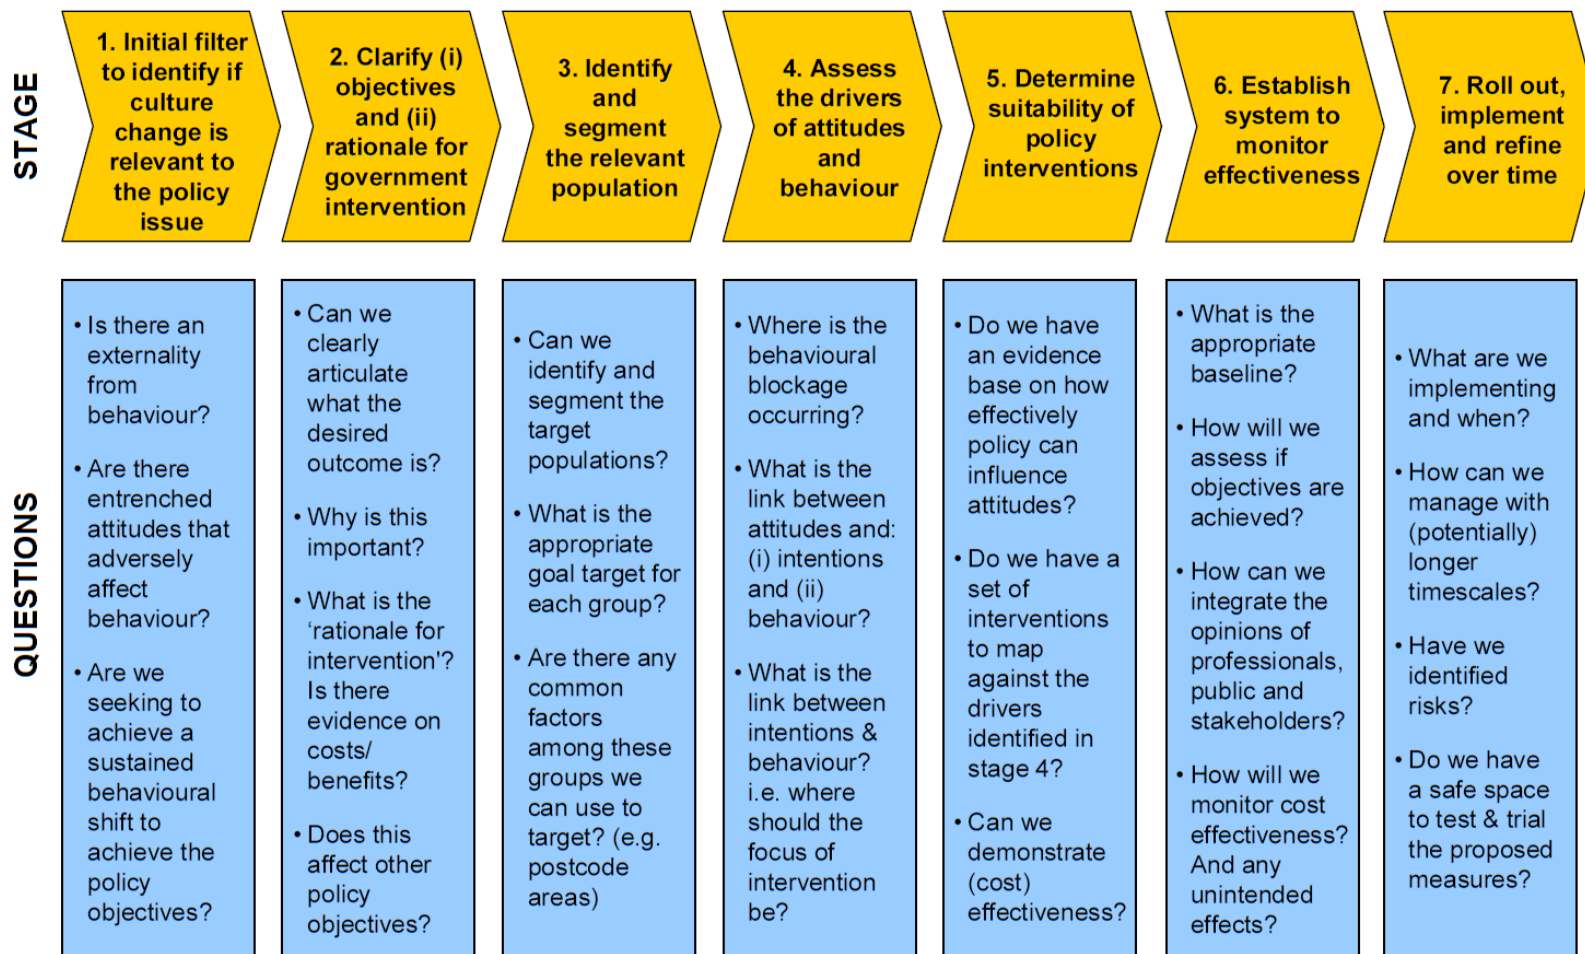 STAGE
1. Initial filter
to identify if
culture
change is
relevant to
the policy
issue
2. Clarify (i)
objectives
and (ii)
rationale for
government
intervention
3. Identify
and
segment
the relevant
population
4. Assess
the drivers
of attitudes
and
behaviour
5. Determine
suitability of
policy
interventions
6. Establish
system to
monitor
effectiveness
7. Roll out,
implement
and refine
over time
QUESTIONS
• Is there an
externality
from
behaviour?
• Are there
entrenched
attitudes that
adversely
affect
behaviour?
• Are we
seeking to
achieve a
sustained
behavioural
shift to
achieve the
policy
objectives?
• Can we
clearly
articulate
what the
desired
outcome is?
• Why is this
important?
• What is the
‘rationale for
intervention'?
Is there
evidence on
costs/
benefits?
• Does this
affect other
policy
objectives?
• Can we
identify and
segment the
target
populations?
• What is the
appropriate
goal target for
each group?
• Are there any
common
factors
among these
groups we
can use to
target? (e.g.
postcode
areas)
• Where is the
behavioural
blockage
occurring?
• What is the
link between
attitudes and:
(i) intentions
and (ii)
behaviour?
• What is the
link between
intentions &
behaviour?
i.e. where
should the
focus of
intervention
be?
• Do we have
an evidence
base on how
effectively
policy can
influence
attitudes?
• Do we have a
set of
interventions
to map
against the
drivers
identified in
stage 4?
• Can we
demonstrate
(cost)
effectiveness?
• What is the
appropriate
baseline?
• How will we
assess if
objectives are
achieved?
• How can we
integrate the
opinions of
professionals,
public and
stakeholders?
• How will we
monitor cost
effectiveness?
And any
unintended
effects?
• What are we
implementing
and when?
• How can we
manage with
(potentially)
longer
timescales?
• Have we
identified
risks?
• Do we have
a safe space
to test & trial
the proposed
measures?